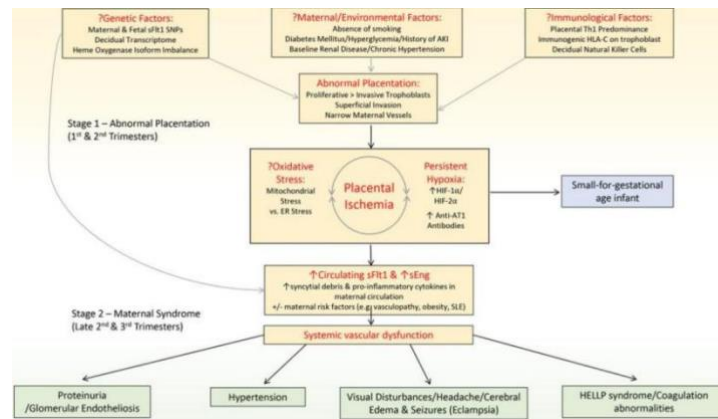 ?Genetic Factors:
Maternal & Fetal sFlt1 SNPs
Decidual Transcriptome
Heme Oxygenase Isoform Imbalance
?Maternal/Environmental Factors:
Absence of smoking
Diabetes Mellitus/Hyperglycemia/History of AKI
Baseline Renal Disease/Chronic Hypertension
?Immunological Factors:
Placental Th1 Predominance
Immunogenic HLA-C on trophoblast
Decidual Natural Killer Cells
Abnormal Placentation:
Proliferative > Invasive Trophoblasts
Superficial Invasion
Narrow Maternal Vessels
Stage 1 – Abnormal Placentation
(1st & 2nd Trimesters)
?Oxidative
Stress:
Mitochondrial
Stress
vs. ER Stress
Placental
Ischemia
Persistent
Hypoxia:
↑HIF-1α/
HIF-2α
↑ Anti-AT1
Antibodies
Small-for-gestational
age infant
↑Circulating sFlt1 & ↑sEng
↑syncytial debris & pro-inflammatory cytokines in
maternal circulation
+/- maternal risk factors (e.g. vasculopathy, obesity, SLE)
Stage 2 – Maternal Syndrome
(Late 2nd & 3rd Trimesters)
Systemic vascular dysfunction
Proteinuria
/Glomerular Endotheliosis
Hypertension
Visual Disturbances/Headache/Cerebral
Edema & Seizures (Eclampsia)
HELLP syndrome/Coagulation
abnormalities